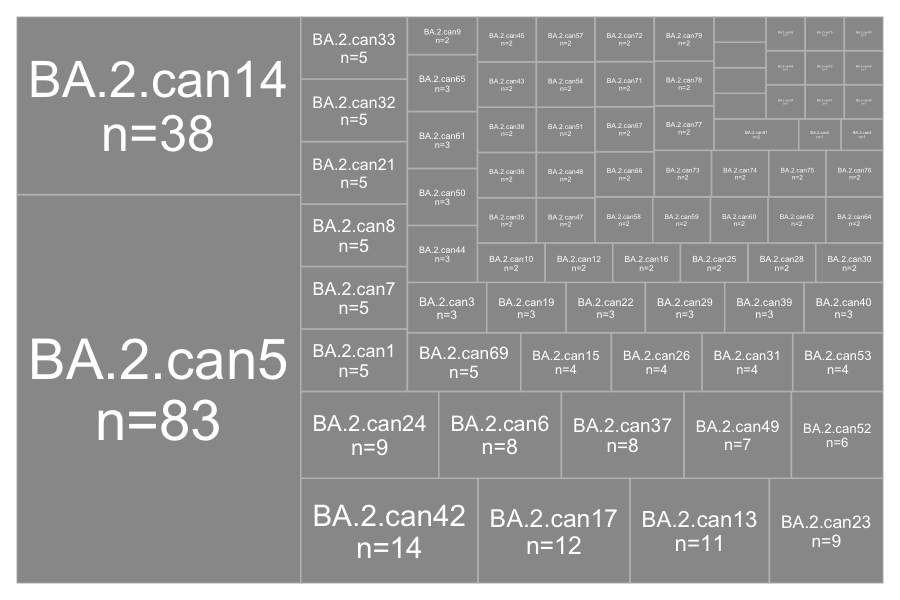 BA.2.can14
n=38
BA.2.can5
n=83
BA.2.can33
n=5
BA.2.can32
n=5
BA.2.can21
n=5
BA.2.can8
n=5
BA.2.can7
n=5
BA.2.can1
n=5
BA.2.can9
n=2
BA.2.can65
n=3
BA.2.can61
n=3
BA.2.can50
n=3
BA.2.can44
n=3
BA.2.can45
n=2
BA.2.can57
n=2
BA.2.can72
n=2
BA.2.can79
n=2
BA.2.can43
n=2
BA.2.can54
n=2
BA.2.can71
n=2
BA.2.can78
n=2
BA.2.can38
n=2
BA.2.can51
n=2
BA.2.can67
n=2
BA.2.can77
n=2
BA.2.can36
n=2
BA.2.can48
n=2
BA.2.can66
n=2
BA.2.can73
n=2
BA.2.can74
n=2
BA.2.can75
n=2
BA.2.can76
n=2
BA.2.can35
n=2
BA.2.can47
n=2
BA.2.can58
n=2
BA.2.can59
n=2
BA.2.can60
n=2
BA.2.can62
n=2
BA.2.can64
n=2
BA.2.can10
n=2
BA.2.can12
n=2
BA.2.can16
n=2
BA.2.can25
n=2
BA.2.can28
n=2
BA.2.can30
n=2
BA.2.can3
n=3
BA.2.can19
n=3
BA.2.can22
n=3
BA.2.can29
n=3
BA.2.can39
n=3
BA.2.can40
n=3
BA.2.can69
n=5
BA.2.can15
n=4
BA.2.can26
n=4
BA.2.can31
n=4
BA.2.can53
n=4
BA.2.can24
n=9
BA.2.can6
n=8
BA.2.can37
n=8
BA.2.can49
n=7
BA.2.can52
n=6
BA.2.can42
n=14
BA.2.can17
n=12
BA.2.can13
n=11
BA.2.can23
n=9